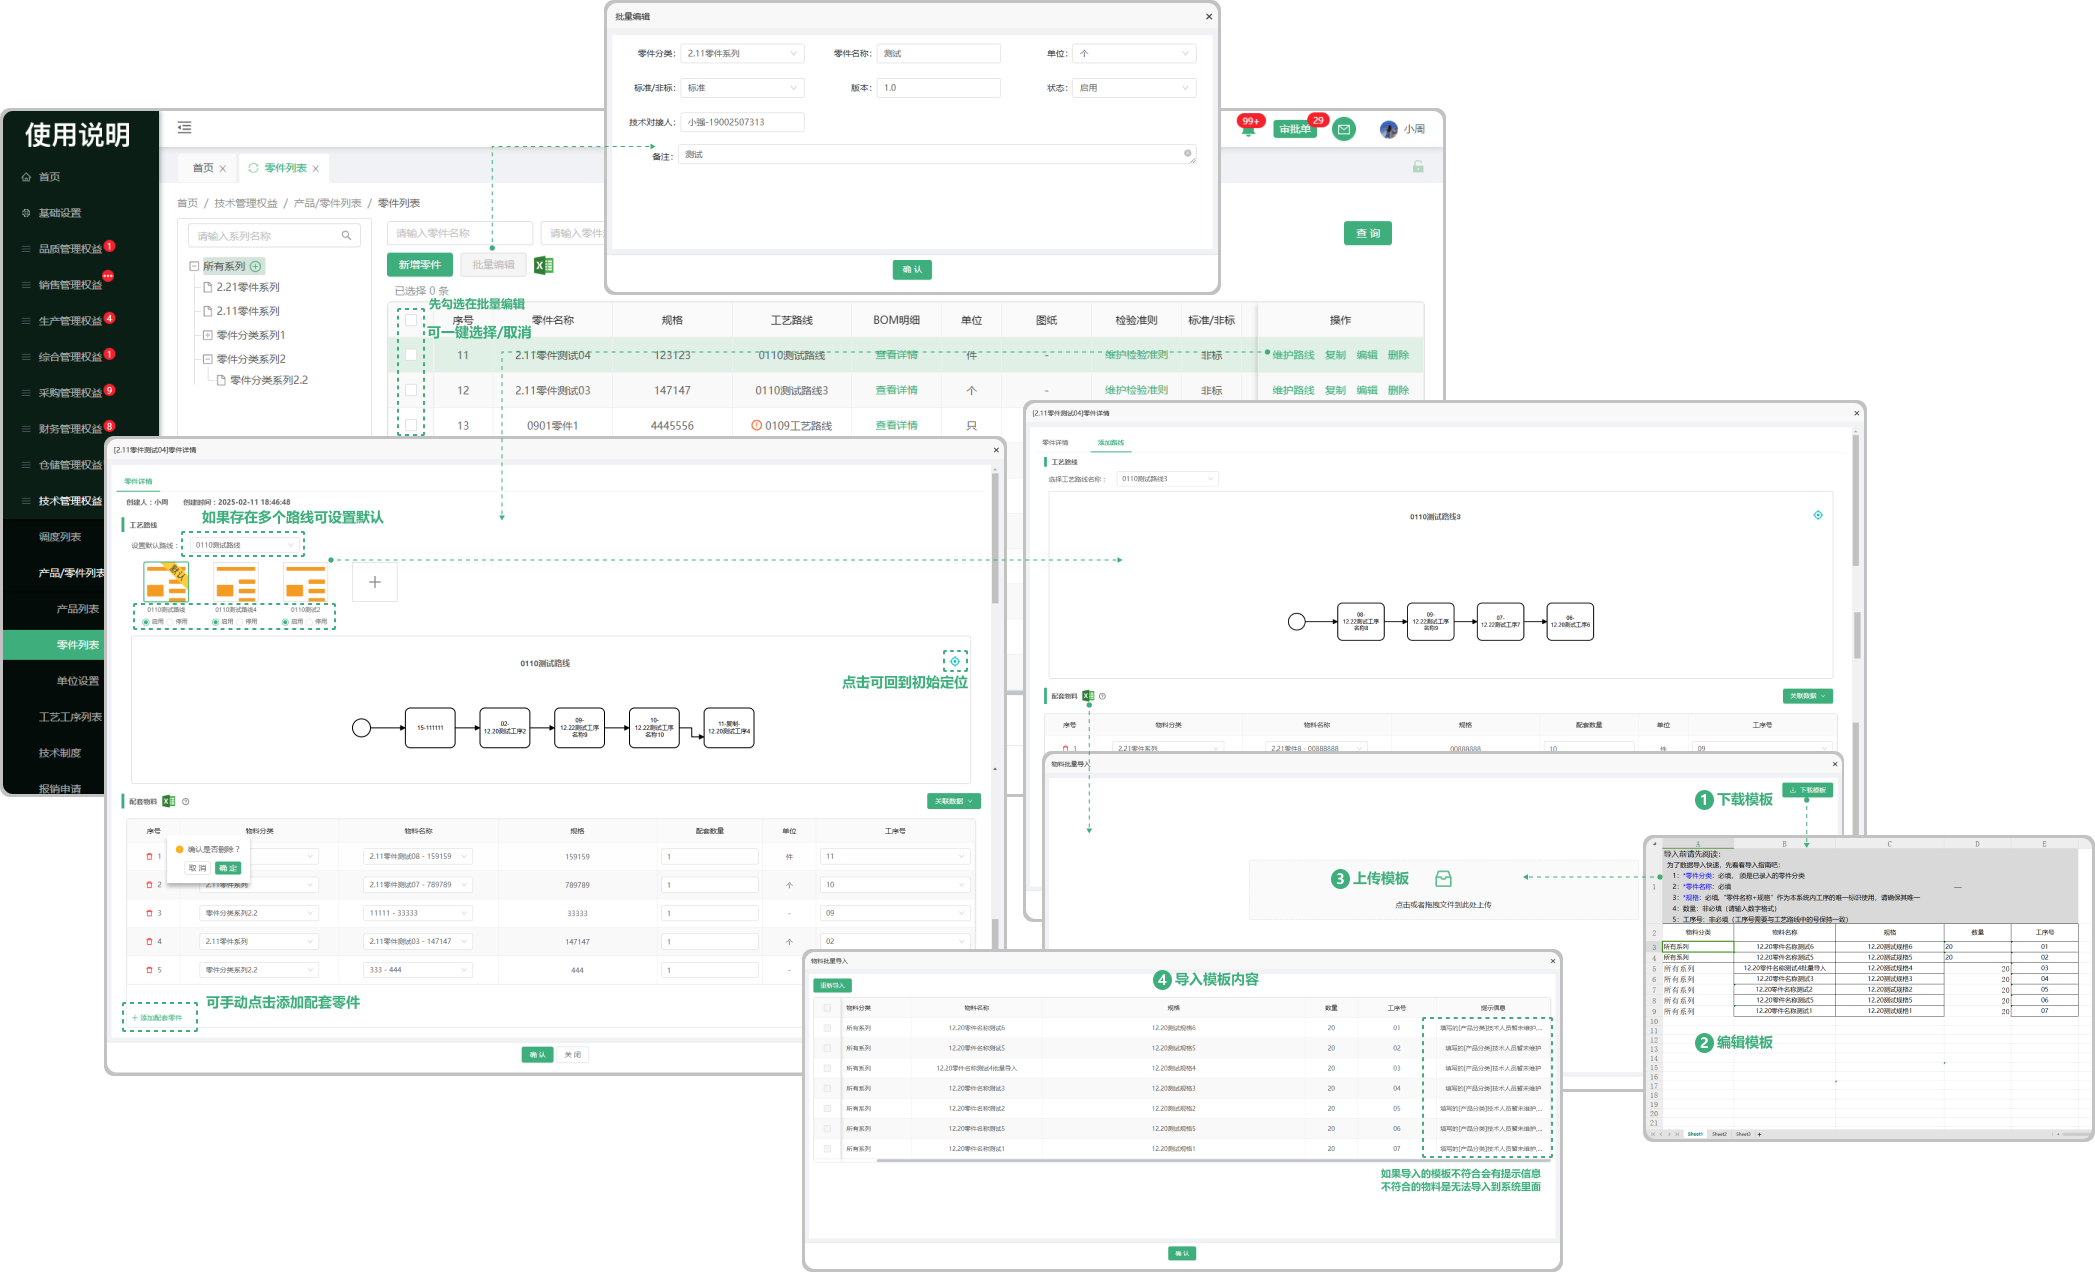 批量编辑
零件分类: 2.11零件系列 零件名称: 测试 单位: 个
标准/非标: 标准 版本: 1.0 状态: 启用
技术对接人: 小强-19002507313
备注: 测试
确 认
使用说明
首页
基础设置
品质管理权益 1
销售管理权益
生产管理权益 4
综合管理权益 1
采购管理权益 9
财务管理权益 8
仓储管理权益
技术管理权益
调度列表
产品/零件列表
产品列表
零件列表
单位设置
工艺工序列表
技术制度
报销申请
99+ 审批单 29 小周
首页 零件列表
首页 / 技术管理权益 / 产品/零件列表 / 零件列表
请输入系列名称
所有系列
2.21零件系列
2.11零件系列
零件分类系列1
零件分类系列2
零件分类系列2.2
请输入零件名称 请输入零件 查 询
新增零件 批量编辑
已选择 0 条
先勾选在批量编辑
可一键选择/取消
序号 零件名称 规格 工艺路线 BOM明细 单位 图纸 检验准则 标准/非标 操作
11 2.11零件测试04 123123 0110测试路线 查看详情 件 - 维护检验准则 非标 维护路线 复制 编辑 删除
12 2.11零件测试03 147147 0110测试路线3 查看详情 个 - 维护检验准则 非标 维护路线 复制 编辑 删除
13 0901零件1 4445556 0109工艺路线 查看详情 只
[2.11零件测试04]零件详情
零件详情
创建人：小周 创建时间：2025-02-11 18:46:48
工艺路线
如果存在多个路线可设置默认
设置默认路线： 0110测试路线
默认
0110测试路线 0110测试路线4 0110测试2
启用 停用 启用 停用 启用 停用
0110测试路线
点击可回到初始定位
15-111111
02-
12.20测试工序2
09-
12.22测试工序
名称9
10-
12.22测试工序
名称10
11-复制-
12.20测试工序4
配套物料 关联数据
序号 物料分类 物料名称 规格 配套数量 单位 工序号
确认是否删除？
取 消 确 定
1 2.11零件测试08 - 159159 159159 1 件 11
2 2.11零件系列 2.11零件测试07 - 789789 789789 1 个 10
3 零件分类系列2.2 11111 - 33333 33333 1 - 09
4 2.11零件系列 2.11零件测试03 - 147147 147147 1 个 02
5 零件分类系列2.2 333 - 444 444 1 -
可手动点击添加配套零件
+ 添加配套零件
确 认 关 闭
[2.11零件测试04]零件详情
零件详情 添加路线
工艺路线
选择工艺路线名称： 0110测试路线3
0110测试路线3
08-
12.22测试工序
名称8
09-
12.22测试工序
名称9
07-
12.22测试工序7
06-
12.20测试工序6
配套物料 关联数据
序号 物料分类 物料名称 规格 配套数量 单位 工序号
1 2.21零件系列 2.21零件8 - 00888888 00888888 10 件 09
物料批量导入
1 下载模板 下载模板
3 上传模板
点击或者拖拽文件到此处上传
A B C D E
导入前请先阅读：
为了数据导入快速，先看看导入指南吧：
1：*零件分类：必填， 须是已录入的零件分类
2：*零件名称：必填
3：*规格：必填，“零件名称+规格”作为本系统内工序的唯一标识使用，请确保其唯一
4：数量：非必填（请输入数字格式）
5：工序号：非必填（工序号需要与工艺路线中的号保持一致）
1
2 物料分类 物料名称 规格 数量 工序号
3 所有系列 12.20零件名称测试6 12.20测试规格6 20 01
4 所有系列 12.20零件名称测试5 12.20测试规格5 20 02
5 所有系列 12.20零件名称测试4批量导入 12.20测试规格4 20 03
6 所有系列 12.20零件名称测试3 12.20测试规格3 20 04
7 所有系列 12.20零件名称测试2 12.20测试规格2 20 05
8 所有系列 12.20零件名称测试5 12.20测试规格5 20 06
9 所有系列 12.20零件名称测试1 12.20测试规格1 20 07
10
11
12
13
14
15
16
17
18
19
20
21
2 编辑模板
Sheet1 Sheet2 Sheet3 +
物料批量导入
重新导入
4 导入模板内容
物料分类 物料名称 规格 数量 工序号 提示信息
所有系列 12.20零件名称测试6 12.20测试规格6 20 01 填写的[产品分类]技术人员暂未维护,...
所有系列 12.20零件名称测试5 12.20测试规格5 20 02 填写的[产品分类]技术人员暂未维护
所有系列 12.20零件名称测试4批量导入 12.20测试规格4 20 03 填写的[产品分类]技术人员暂未维护
所有系列 12.20零件名称测试3 12.20测试规格3 20 04 填写的[产品分类]技术人员暂未维护
所有系列 12.20零件名称测试2 12.20测试规格2 20 05 填写的[产品分类]技术人员暂未维护,...
所有系列 12.20零件名称测试5 12.20测试规格5 20 06 填写的[产品分类]技术人员暂未维护,...
所有系列 12.20零件名称测试1 12.20测试规格1 20 07 填写的[产品分类]技术人员暂未维护,...
如果导入的模板不符合会有提示信息
不符合的物料是无法导入到系统里面
确 认